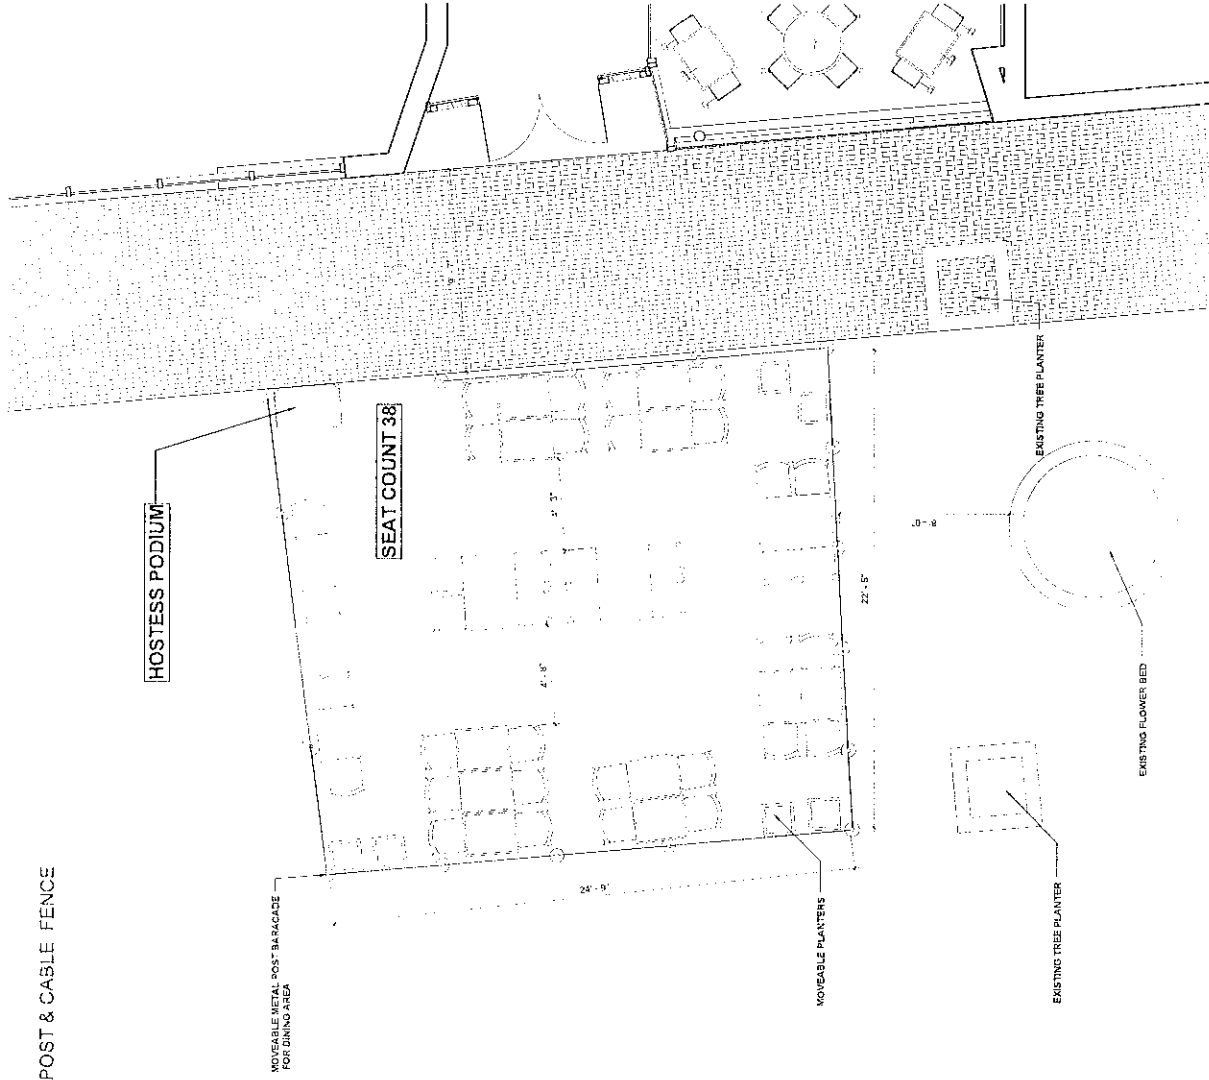 POST & CABLE FENCE
HOSTESS PODIUM
SEAT COUNT 38
MOVEABLE METAL POST BARACADE
FOR DINING AREA
4'-8"
24'-9"
22'-5"
8'-0"
MOVEABLE PLANTERS
EXISTING TREE PLANTER
EXISTING FLOWER BED
EXISTING TREE PLANTER